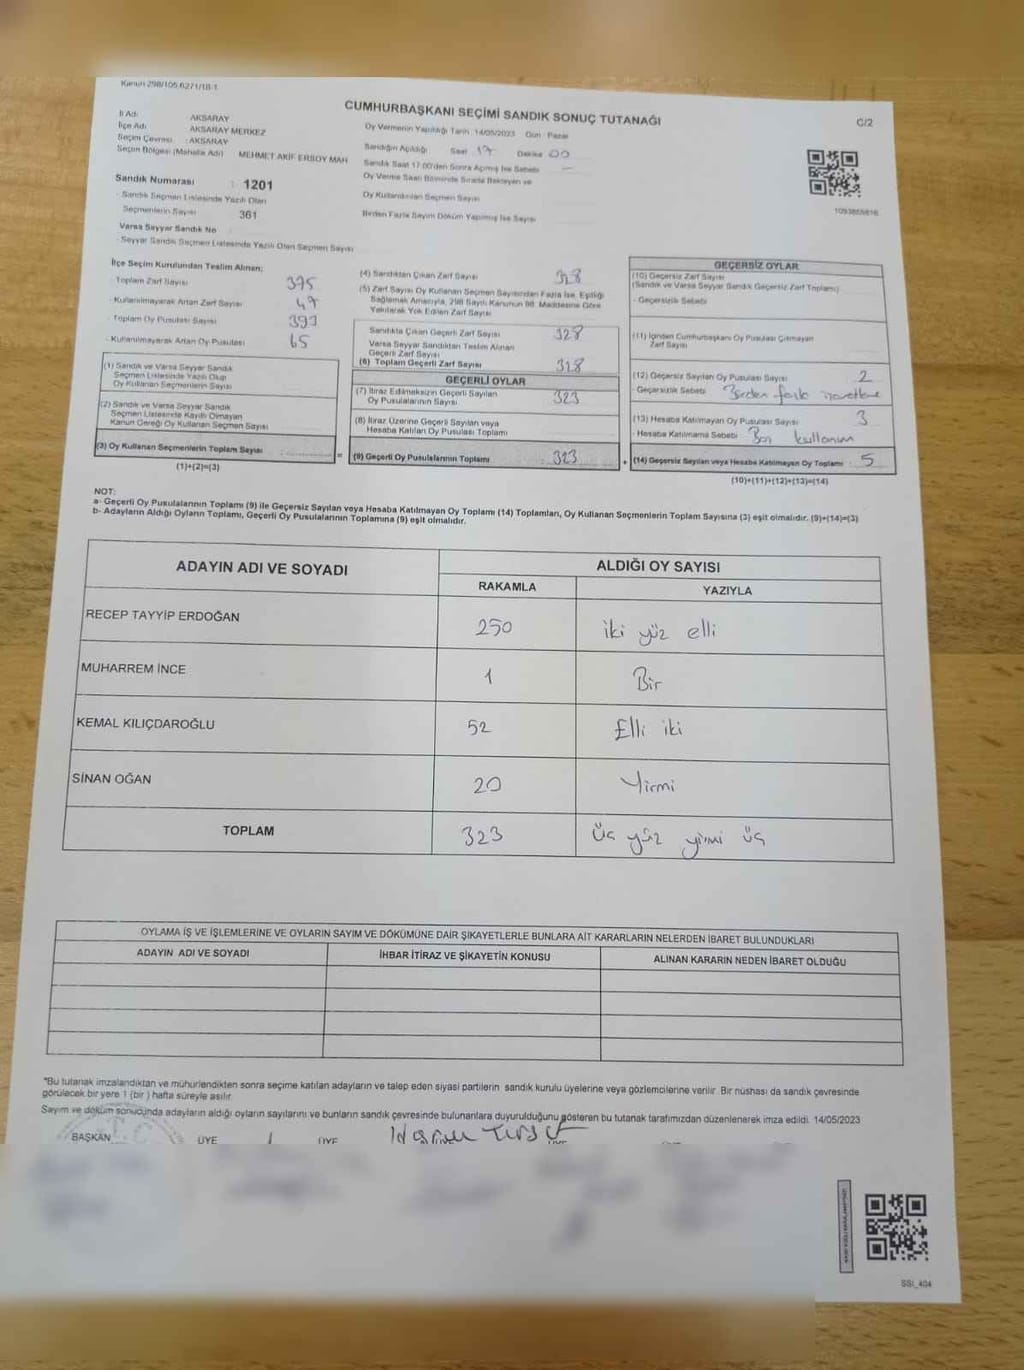 Kanun 298/105,6271/18-1
CUMHURBAŞKANI SEÇİMİ SANDIK SONUÇ TUTANAĞI
C/2
İl Adı : AKSARAY
İlçe Adı : AKSARAY MERKEZ
Seçim Çevresi : AKSARAY
Seçim Bölgesi (Mahalle Adı) MEHMET AKİF ERSOY MAH
Sandık Numarası : 1201
Sandık Seçmen Listesinde Yazılı Olan
Seçmenlerin Sayısı 361
Varsa Seyyar Sandık No
Seyyar Sandık Seçmen Listesinde Yazılı Olan Seçmen Sayısı
Oy Vermenin Yapıldığı Tarih 14/05/2023 Gün : Pazar
Sandığın Açıldığı Saat 17 Dakika 00
Sandık Saat 17.00'den Sonra Açılmış İse Sebebi —
Oy Verme Saati Bitiminde Sırada Bekleyen ve
Oy Kullandırılan Seçmen Sayısı
Birden Fazla Sayım Döküm Yapılmış İse Sayısı
1093855816
İlçe Seçim Kurulundan Teslim Alınan;
- Toplam Zarf Sayısı 375
- Kullanılmayarak Artan Zarf Sayısı 47
- Toplam Oy Pusulası Sayısı 393
- Kullanılmayarak Artan Oy Pusulası 65
(1) Sandık ve Varsa Seyyar Sandık
Seçmen Listesinde Yazılı Olup
Oy Kullanan Seçmenlerin Sayısı
(2) Sandık ve Varsa Seyyar Sandık
Seçmen Listesinde Kayıtlı Olmayan
Kanun Gereği Oy Kullanan Seçmen Sayısı
(3) Oy Kullanan Seçmenlerin Toplam Sayısı
(1)+(2)=(3)
(4) Sandıktan Çıkan Zarf Sayısı 328
(5) Zarf Sayısı Oy Kullanan Seçmen Sayısından Fazla İse, Eşitliği
Sağlamak Amacıyla, 298 Sayılı Kanunun 98. Maddesine Göre
Yakılarak Yok Edilen Zarf Sayısı
Sandıkta Çıkan Geçerli Zarf Sayısı 328
Varsa Seyyar Sandıktan Teslim Alınan
Geçerli Zarf Sayısı
(6) Toplam Geçerli Zarf Sayısı 328
GEÇERLİ OYLAR
(7) İtiraz Edilmeksizin Geçerli Sayılan
Oy Pusulalarının Sayısı 323
(8) İtiraz Üzerine Geçerli Sayılan veya
Hesaba Katılan Oy Pusulası Toplamı
= (9) Geçerli Oy Pusulalarının Toplamı 323
GEÇERSİZ OYLAR
(10) Geçersiz Zarf Sayısı
(Sandık ve Varsa Seyyar Sandık Geçersiz Zarf Toplamı)
- Geçersizlik Sebebi
(11) İçinden Cumhurbaşkanı Oy Pusulası Çıkmayan
Zarf Sayısı
(12) Geçersiz Sayılan Oy Pusulası Sayısı 2
- Geçersizlik Sebebi Birden fazla
(13) Hesaba Katılmayan Oy Pusulası Sayısı 3
- Hesaba Katılmama Sebebi Boş kullanım
+ (14) Geçersiz Sayılan veya Hesaba Katılmayan Oy Toplamı 5
(10)+(11)+(12)+(13)=(14)
NOT:
a- Geçerli Oy Pusulalarının Toplamı (9) ile Geçersiz Sayılan veya Hesaba Katılmayan Oy Toplamı (14) Toplamları, Oy Kullanan Seçmenlerin Toplam Sayısına (3) eşit olmalıdır. (9)+(14)=(3)
b- Adayların Aldığı Oyların Toplamı, Geçerli Oy Pusulalarının Toplamına (9) eşit olmalıdır.
ADAYIN ADI VE SOYADI
ALDIĞI OY SAYISI
RAKAMLA YAZIYLA
RECEP TAYYİP ERDOĞAN 250 iki yüz elli
MUHARREM İNCE 1 Bir
KEMAL KILIÇDAROĞLU 52 Elli iki
SİNAN OĞAN 20 Yirmi
TOPLAM 323 Üç yüz yirmi üç
OYLAMA İŞ VE İŞLEMLERİNE VE OYLARIN SAYIM VE DÖKÜMÜNE DAİR ŞİKAYETLERLE BUNLARA AİT KARARLARIN NELERDEN İBARET BULUNDUKLARI
ADAYIN ADI VE SOYADI İHBAR İTİRAZ VE ŞİKAYETİN KONUSU ALINAN KARARIN NEDEN İBARET OLDUĞU
*Bu tutanak imzalandıktan ve mühürlendikten sonra seçime katılan adayların ve talep eden siyasi partilerin sandık kurulu üyelerine veya gözlemcilerine verilir. Bir nüshası da sandık çevresinde
görülecek bir yere 1 (bir ) hafta süreyle asılır.
Sayım ve döküm sonucunda adayların aldığı oyların sayılarını ve bunların sandık çevresinde bulunanlara duyurulduğunu gösteren bu tutanak tarafımızdan düzenlenerek imza edildi. 14/05/2023
BAŞKAN ÜYE ÜYE
SSİ_404